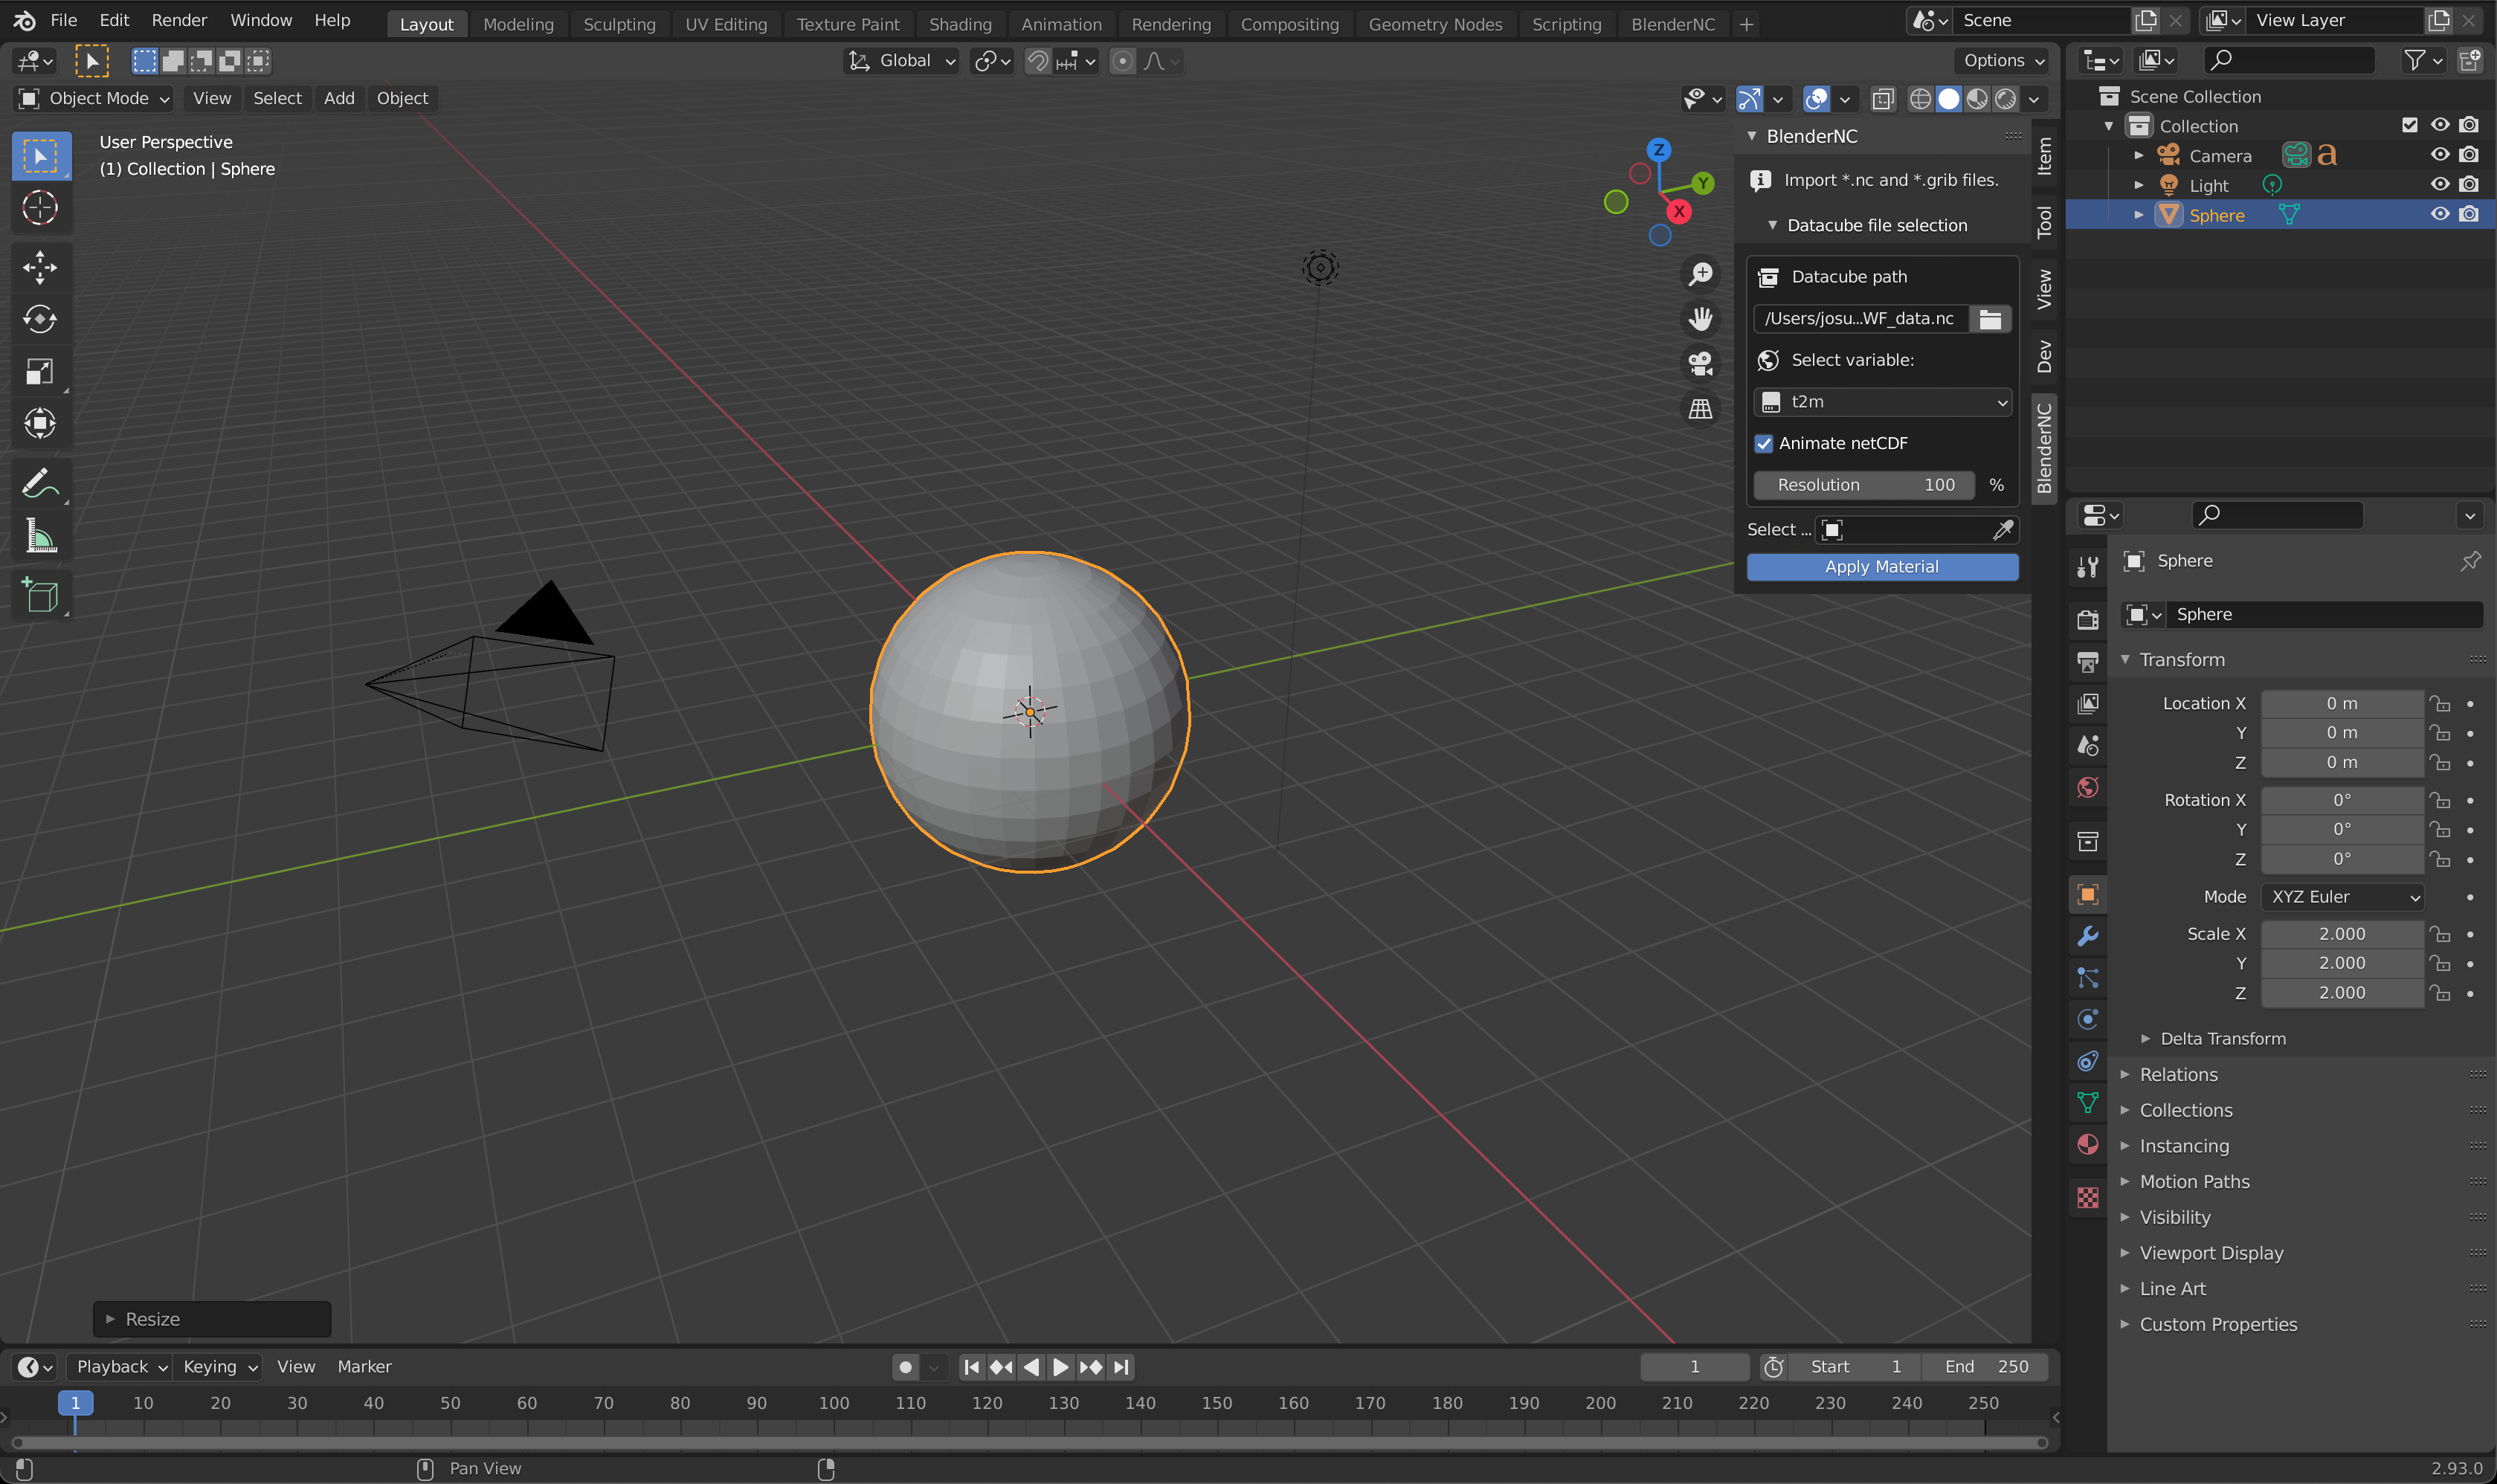 File Edit Render Window Help Layout Modeling Sculpting UV Editing Texture Paint Shading Animation Rendering Compositing Geometry Nodes Scripting BlenderNC + Scene View Layer
Global Options
Object Mode View Select Add Object
User Perspective
(1) Collection | Sphere
Z
Y
X
BlenderNC
Import *.nc and *.grib files.
Datacube file selection
Datacube path
/Users/josu...WF_data.nc
Select variable:
t2m
Animate netCDF
Resolution 100 %
Select ...
Apply Material
Item
Tool
View
Dev
BlenderNC
Scene Collection
Collection
Camera a
Light
Sphere
Sphere
Sphere
Transform
Location X 0 m
Y 0 m
Z 0 m
Rotation X 0°
Y 0°
Z 0°
Mode XYZ Euler
Scale X 2.000
Y 2.000
Z 2.000
Delta Transform
Relations
Collections
Instancing
Motion Paths
Visibility
Viewport Display
Line Art
Custom Properties
Resize
Playback Keying View Marker 1 Start 1 End 250
1 10 20 30 40 50 60 70 80 90 100 110 120 130 140 150 160 170 180 190 200 210 220 230 240 250
Pan View 2.93.0